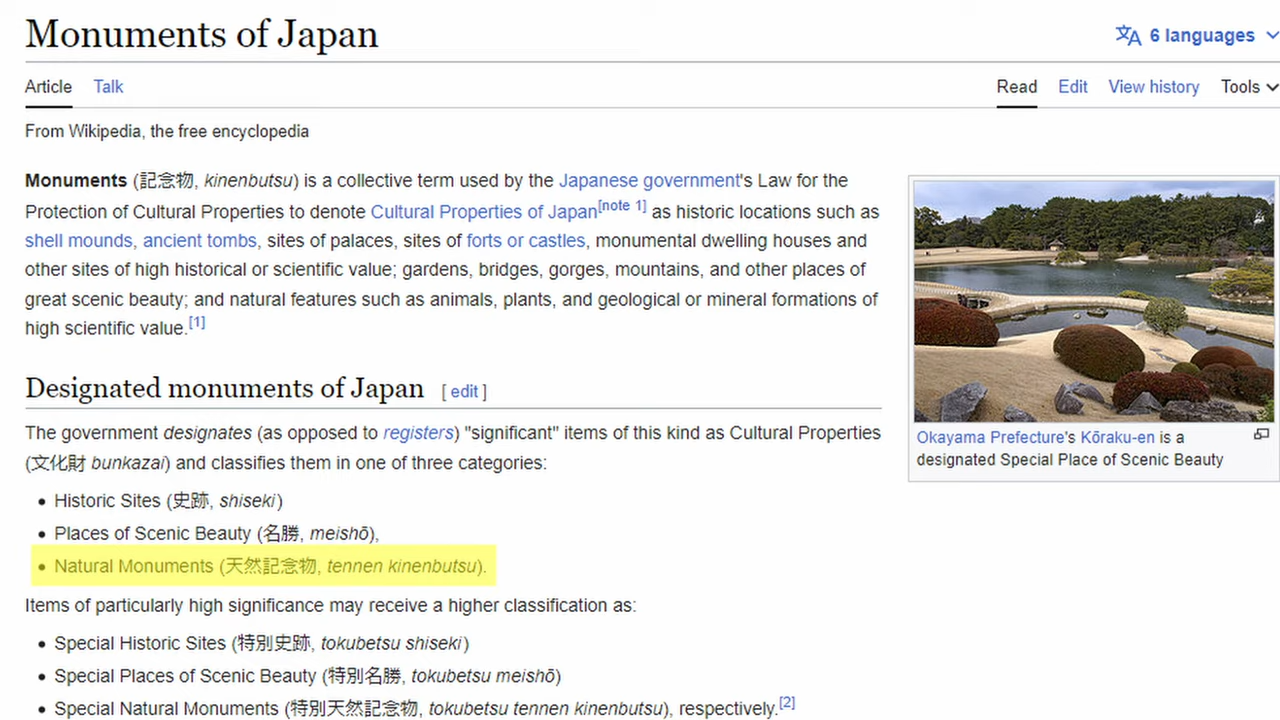 Monuments of Japan
6 languages
Article Talk
Read Edit View history Tools
From Wikipedia, the free encyclopedia
Monuments (記念物, kinenbutsu) is a collective term used by the Japanese government's Law for the
Protection of Cultural Properties to denote Cultural Properties of Japan[note 1] as historic locations such as
shell mounds, ancient tombs, sites of palaces, sites of forts or castles, monumental dwelling houses and
other sites of high historical or scientific value; gardens, bridges, gorges, mountains, and other places of
great scenic beauty; and natural features such as animals, plants, and geological or mineral formations of
high scientific value.[1]
Okayama Prefecture's Kōraku-en is a
designated Special Place of Scenic Beauty
Designated monuments of Japan [ edit ]
The government designates (as opposed to registers) "significant" items of this kind as Cultural Properties
(文化財 bunkazai) and classifies them in one of three categories:
• Historic Sites (史跡, shiseki)
• Places of Scenic Beauty (名勝, meishō),
• Natural Monuments (天然記念物, tennen kinenbutsu).
Items of particularly high significance may receive a higher classification as:
• Special Historic Sites (特別史跡, tokubetsu shiseki)
• Special Places of Scenic Beauty (特別名勝, tokubetsu meishō)
• Special Natural Monuments (特別天然記念物, tokubetsu tennen kinenbutsu), respectively.[2]